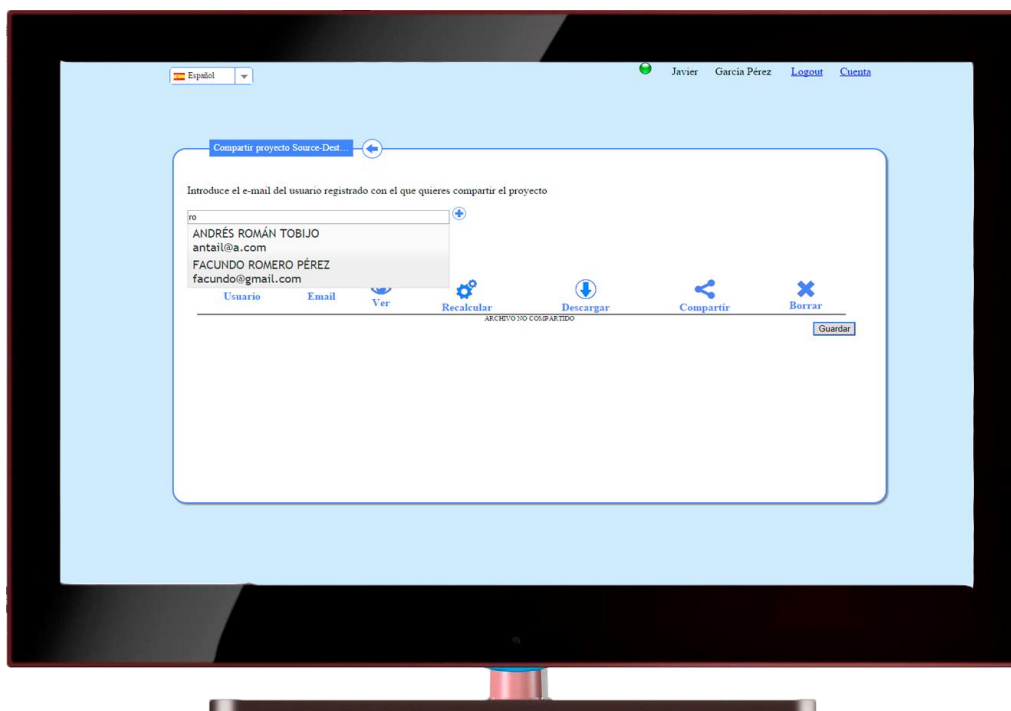 Español
Javier García Pérez Logout Cuenta
Compartir proyecto Source-Dest...
Introduce el e-mail del usuario registrado con el que quieres compartir el proyecto
ro
ANDRÉS ROMÁN TOBIJO
antail@a.com
FACUNDO ROMERO PÉREZ
facundo@gmail.com
Usuario Email Ver Recalcular Descargar Compartir Borrar
ARCHIVO NO COMPARTIDO
Guardar